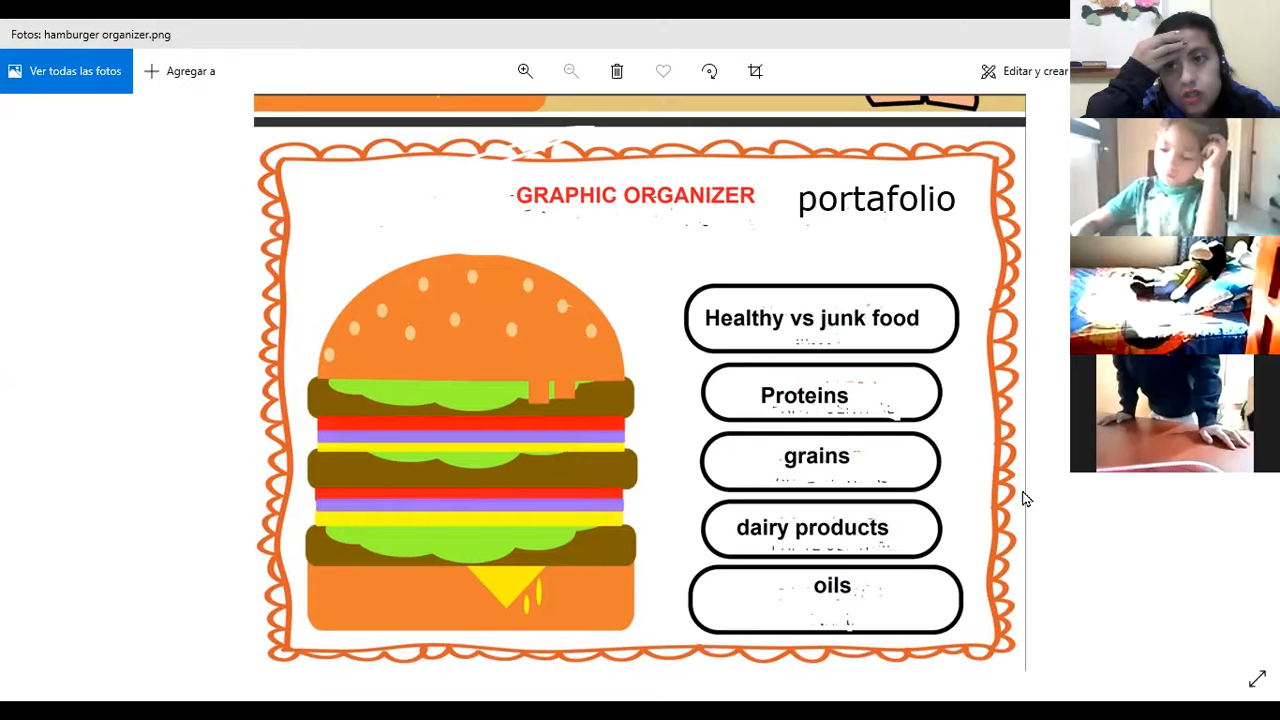 Fotos: hamburger organizer.png
Ver todas las fotos
Agregar a
Editar y crear
GRAPHIC ORGANIZER
portafolio
Healthy vs junk food
Proteins
grains
dairy products
oils